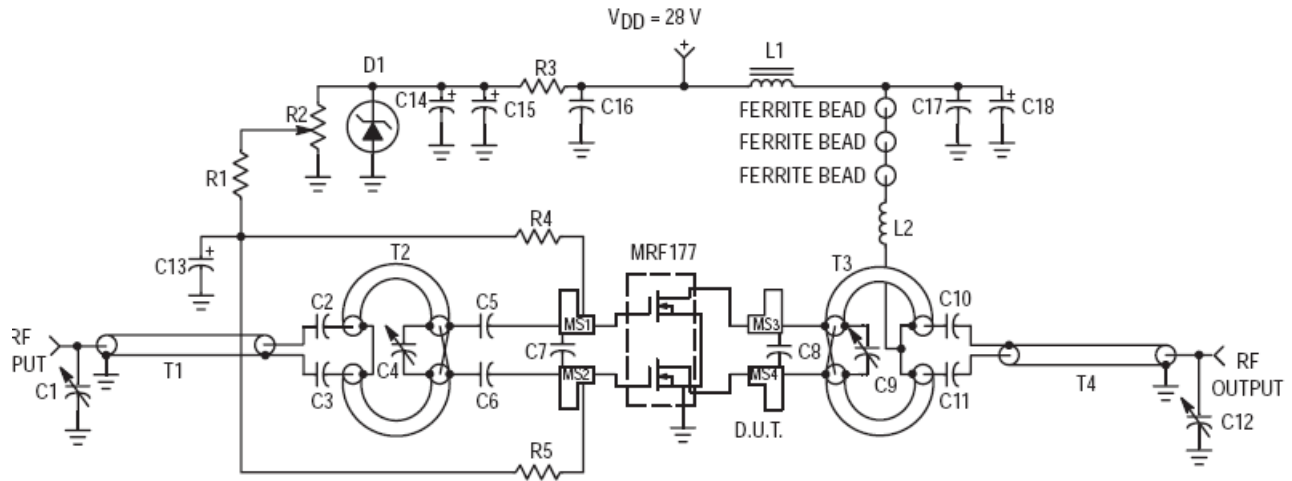 VDD = 28 V
+
L1
D1
R3
C14
+
+
C15
C16
R2
FERRITE BEAD
FERRITE BEAD
FERRITE BEAD
C17
+
C18
R1
R4
L2
MRF177
C13
+
T2
T3
C2
C5
C10
MS1
MS3
RF
PUT
C4
C7
C8
RF
OUTPUT
T1
MS2
MS4
C9
T4
C1
C3
C6
C11
C12
D.U.T.
R5